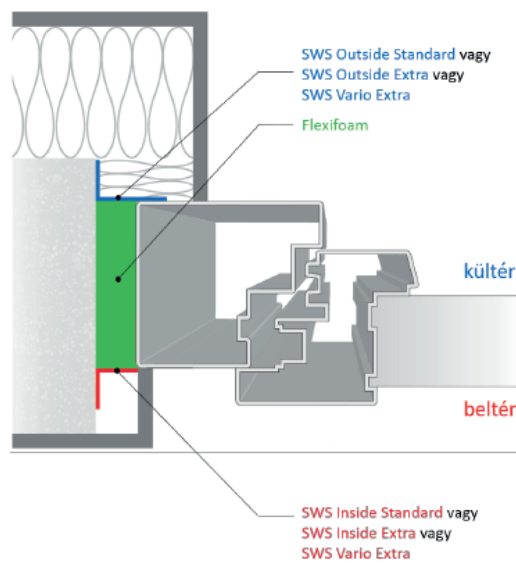 SWS Outside Standard vagy
SWS Outside Extra vagy
SWS Vario Extra
Flexifoam
kültér
beltér
SWS Inside Standard vagy
SWS Inside Extra vagy
SWS Vario Extra